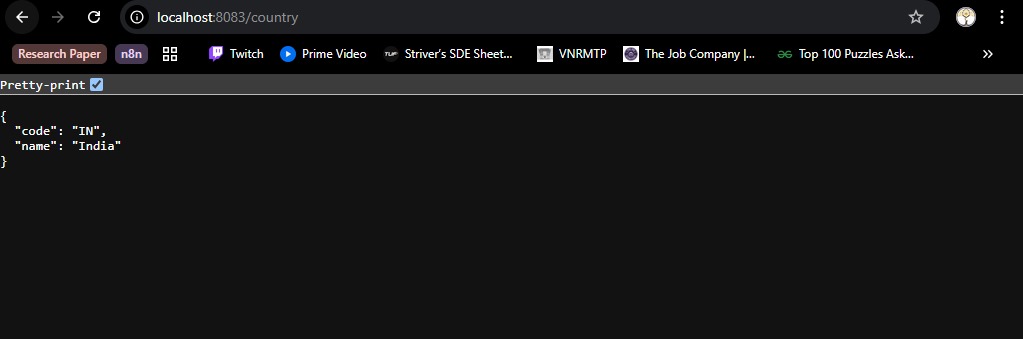 localhost:8083/country
Research Paper n8n Twitch Prime Video TUF Striver's SDE Sheet... VNRMTP The Job Company |... Top 100 Puzzles Ask... »
Pretty-print
{
"code": "IN",
"name": "India"
}